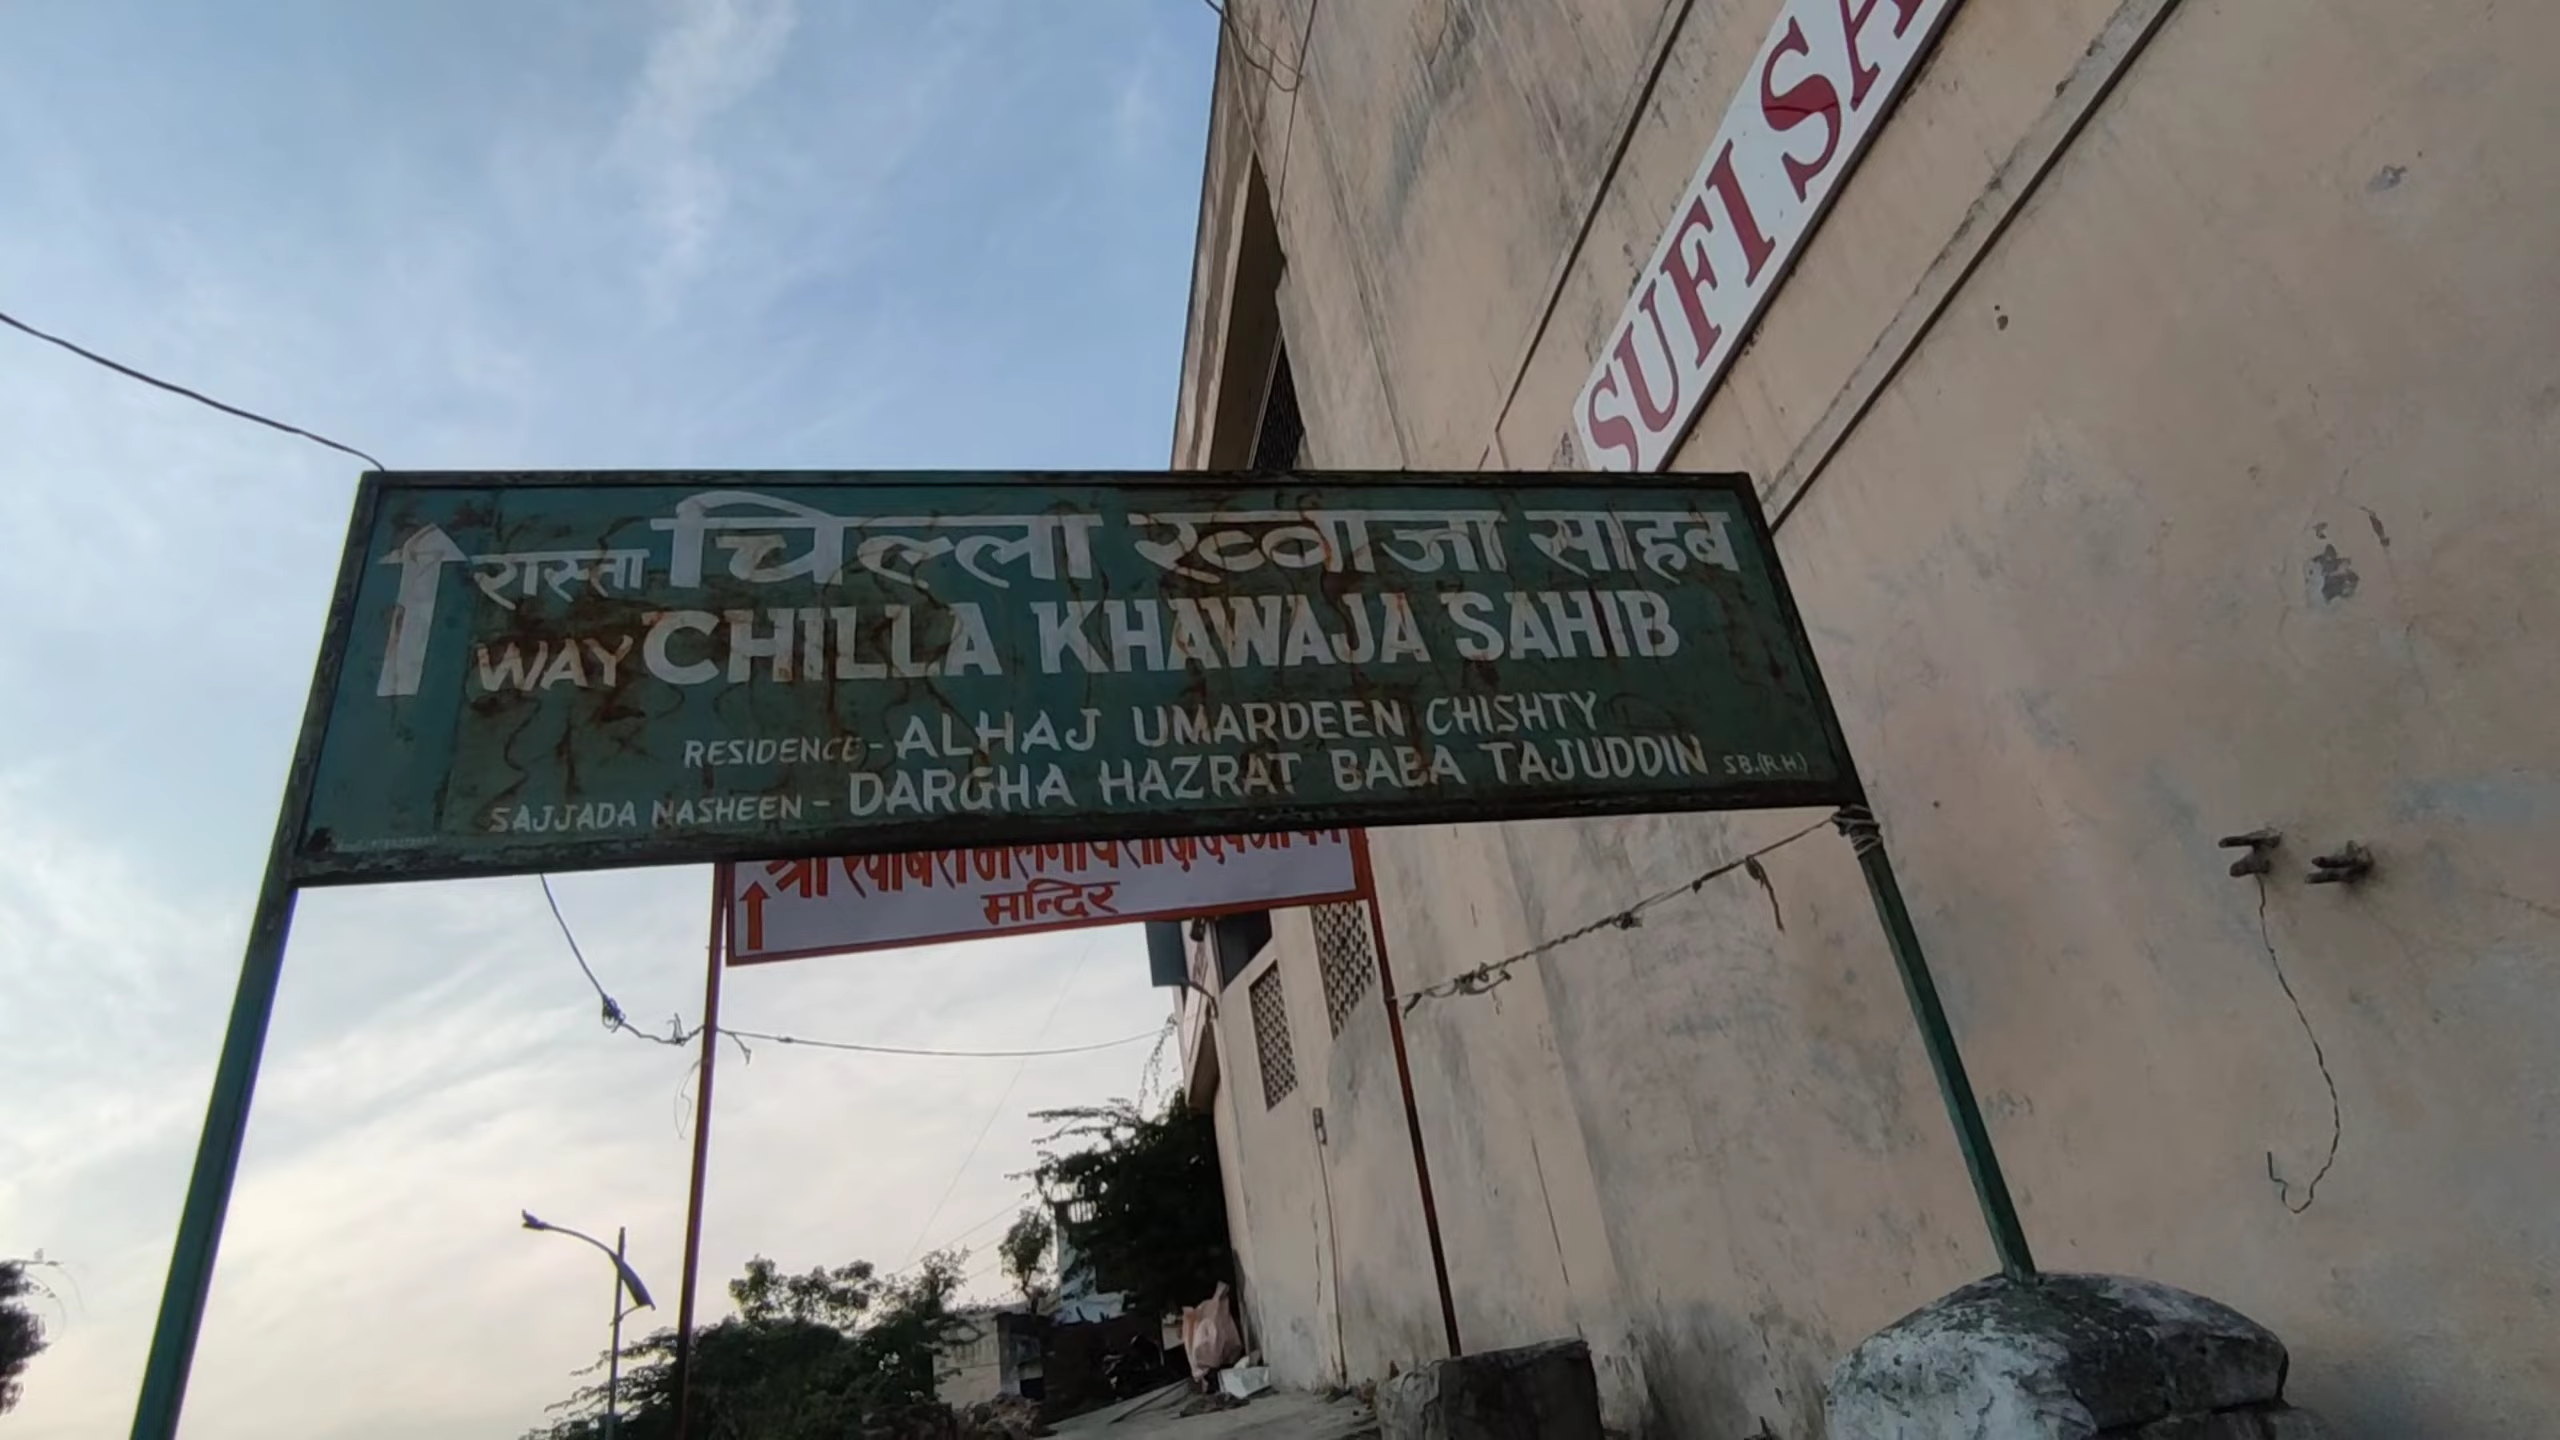 SUFI SA
रास्ता चिल्ला ख्वाजा साहब
WAY CHILLA KHAWAJA SAHIB
RESIDENCE - ALHAJ UMARDEEN CHISHTY
SAJJADA NASHEEN - DARGHA HAZRAT BABA TAJUDDIN SB.(R.H.)
श्री
मन्दिर